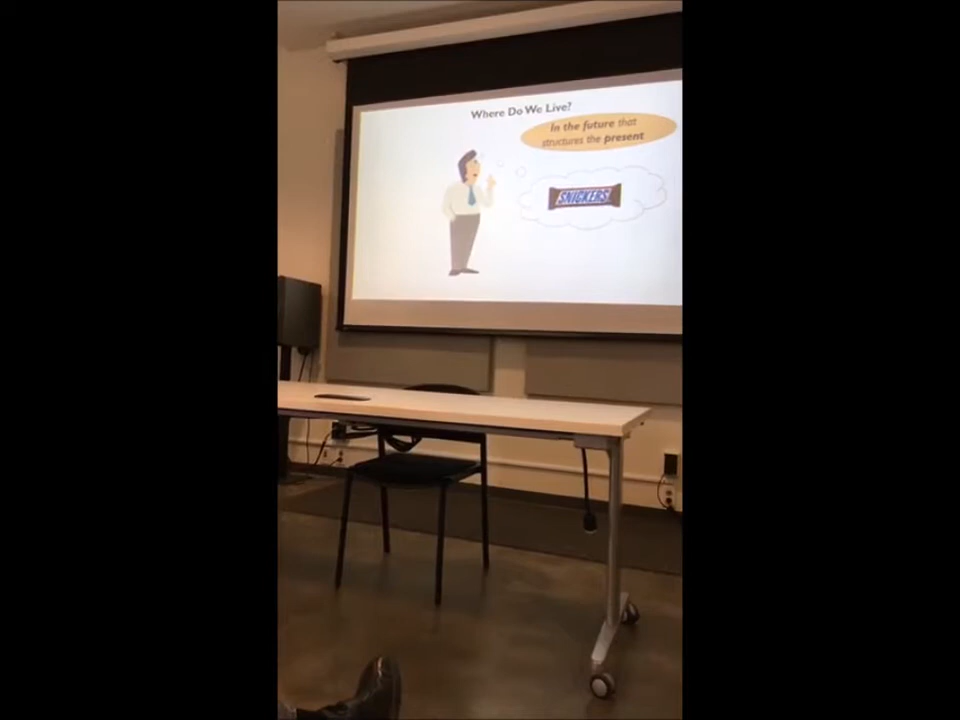 Where Do We Live?
In the future that
structures the present
SNICKERS